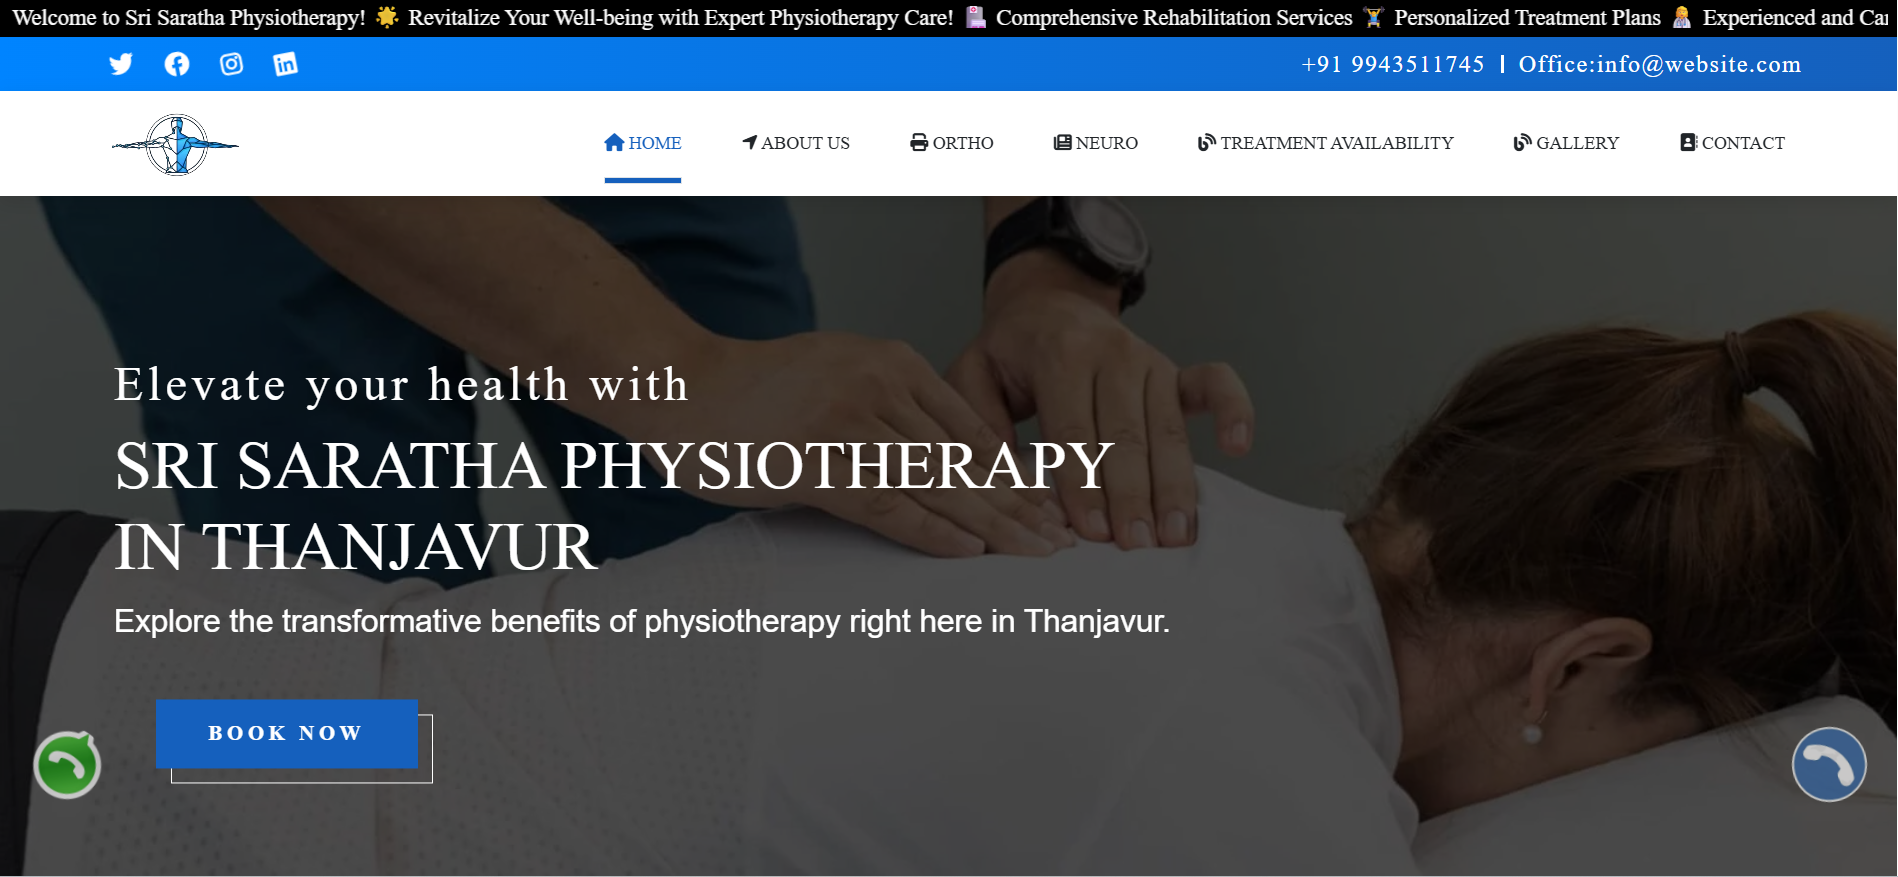 Welcome to Sri Saratha Physiotherapy! 🌟 Revitalize Your Well-being with Expert Physiotherapy Care! 🏥 Comprehensive Rehabilitation Services 🏋️ Personalized Treatment Plans 👩‍⚕️ Experienced and Car
+91 9943511745 | Office:info@website.com
HOME ABOUT US ORTHO NEURO TREATMENT AVAILABILITY GALLERY CONTACT
Elevate your health with
SRI SARATHA PHYSIOTHERAPY
IN THANJAVUR
Explore the transformative benefits of physiotherapy right here in Thanjavur.
BOOK NOW